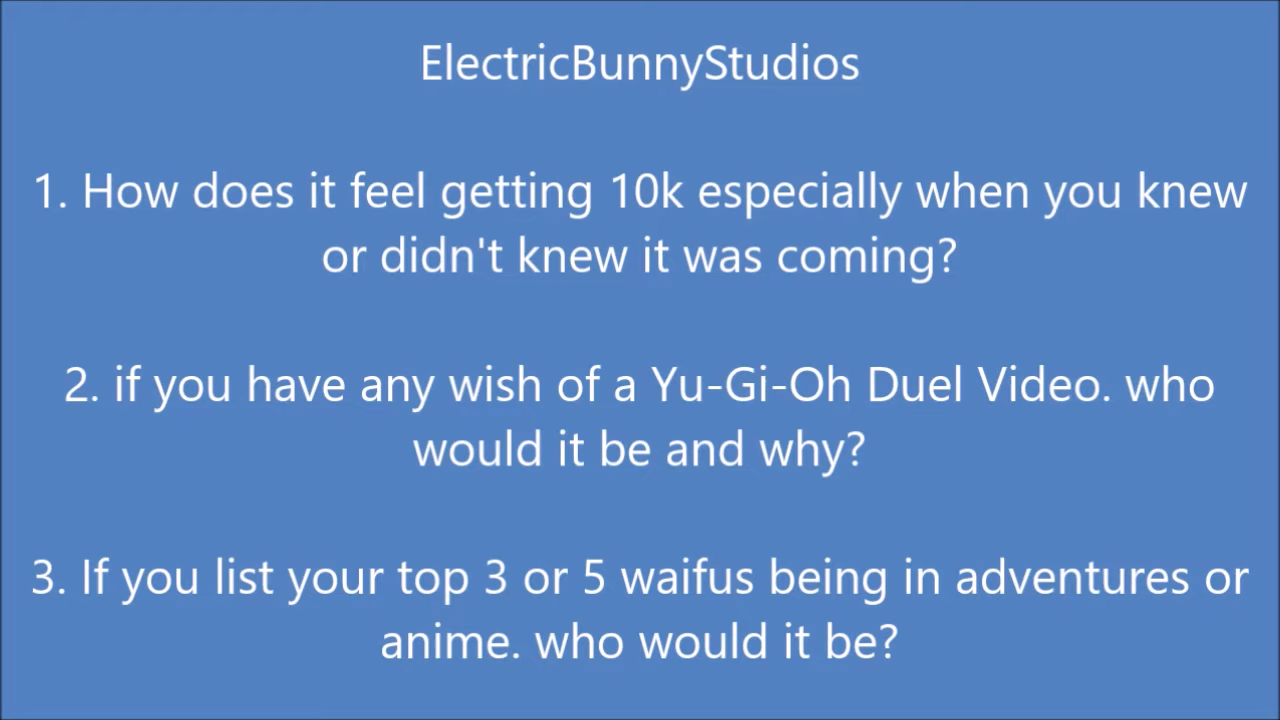 ElectricBunnyStudios
1. How does it feel getting 10k especially when you knew
or didn't knew it was coming?
2. if you have any wish of a Yu-Gi-Oh Duel Video. who
would it be and why?
3. If you list your top 3 or 5 waifus being in adventures or
anime. who would it be?